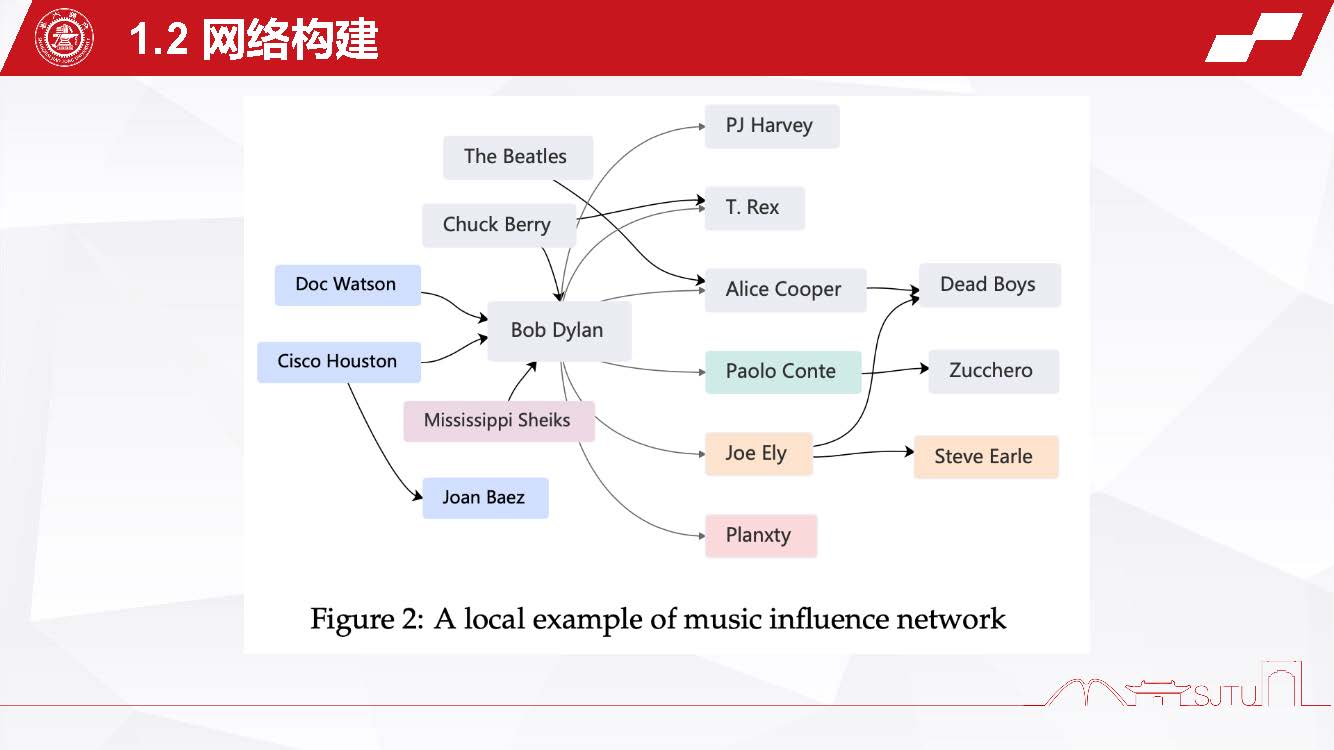 1.2 网络构建
PJ Harvey
The Beatles
T. Rex
Chuck Berry
Doc Watson
Alice Cooper
Dead Boys
Bob Dylan
Cisco Houston
Paolo Conte
Zucchero
Mississippi Sheiks
Joe Ely
Steve Earle
Joan Baez
Planxty
Figure 2: A local example of music influence network
SJTU